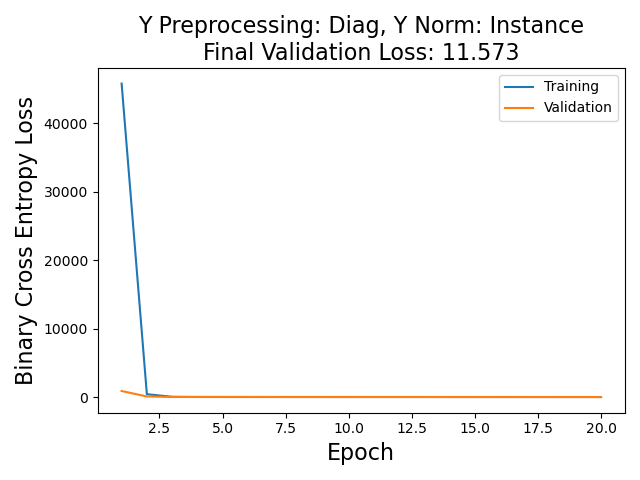 Y Preprocessing: Diag, Y Norm: Instance
Final Validation Loss: 11.573
Training
Validation
Binary Cross Entropy Loss
40000
30000
20000
10000
0
2.5 5.0 7.5 10.0 12.5 15.0 17.5 20.0
Epoch